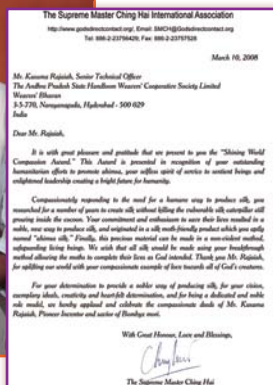 The Supreme Master Ching Hai International Association
http://www.godsdirectcontact.org/; Email: SMCH@Godsdirectcontact.org
Tel: 886-2-23756429; Fax: 886-2-23757528
March 10, 2008
Mr. Kusuma Rajaiah, Senior Technical Officer
The Andhra Pradesh State Handloom Weavers' Cooperative Society Limited
Weavers' Bhavan
3-5-770, Narayanaguda, Hyderabad - 500 029
India
Dear Mr. Rajaiah,
It is with great pleasure and gratitude that we present to you the "Shining World
Compassion Award." This Award is presented in recognition of your outstanding
humanitarian efforts to promote ahimsa, your selfless spirit of service to sentient beings and
enlightened leadership creating a bright future for humanity.
Compassionately responding to the need for a humane way to produce silk, you
researched for a number of years to create silk without killing the vulnerable silk caterpillar still
growing inside the cocoon. Your commitment and enthusiasm to save their lives resulted in a
noble, new way to produce silk, and originated in a silk moth-friendly product which you aptly
named "ahimsa silk." Finally, this precious material can be made in a non-violent method,
safeguarding living beings. We wish that all silk should be made using your breakthrough
method allowing the moths to complete their lives as God intended. Thank you Mr. Rajaiah,
for uplifting our world with your compassionate example of love towards all of God's creatures.
For your determination to provide a nobler way of producing silk, for your vision,
exemplary ideals, creativity and heart-felt determination, and for being a dedicated and noble
role model, we hereby applaud and celebrate the compassionate deeds of Mr. Kusuma
Rajaiah, Pioneer Inventor and savior of Bombyx mori.
With Great Honour, Love and Blessings,
The Supreme Master Ching Hai